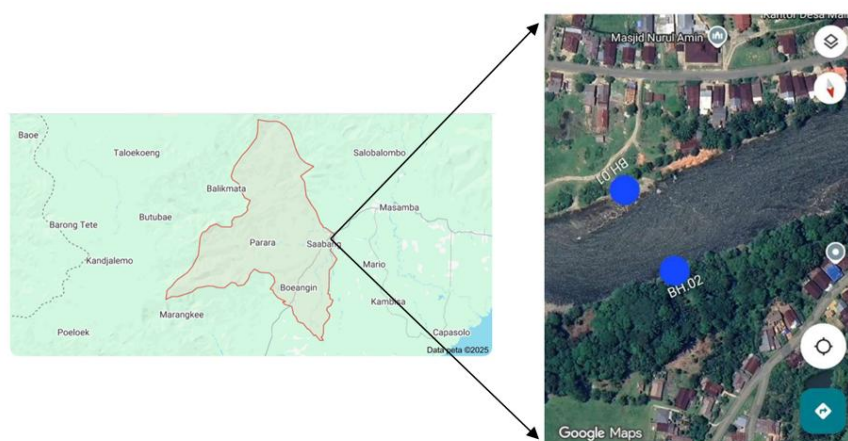 Baoe
Taloekoeng
Salobalombo
Balikmata
Butubae
Masamba
Barong Tete
Parara
Saabang
Kandjalemo
Mario
Boeangin
Kambisa
Marangkee
Poeloek
Capasolo
Data peta ©2025
Masjid Nurul Amin
BH.01
BH.02
Google Maps